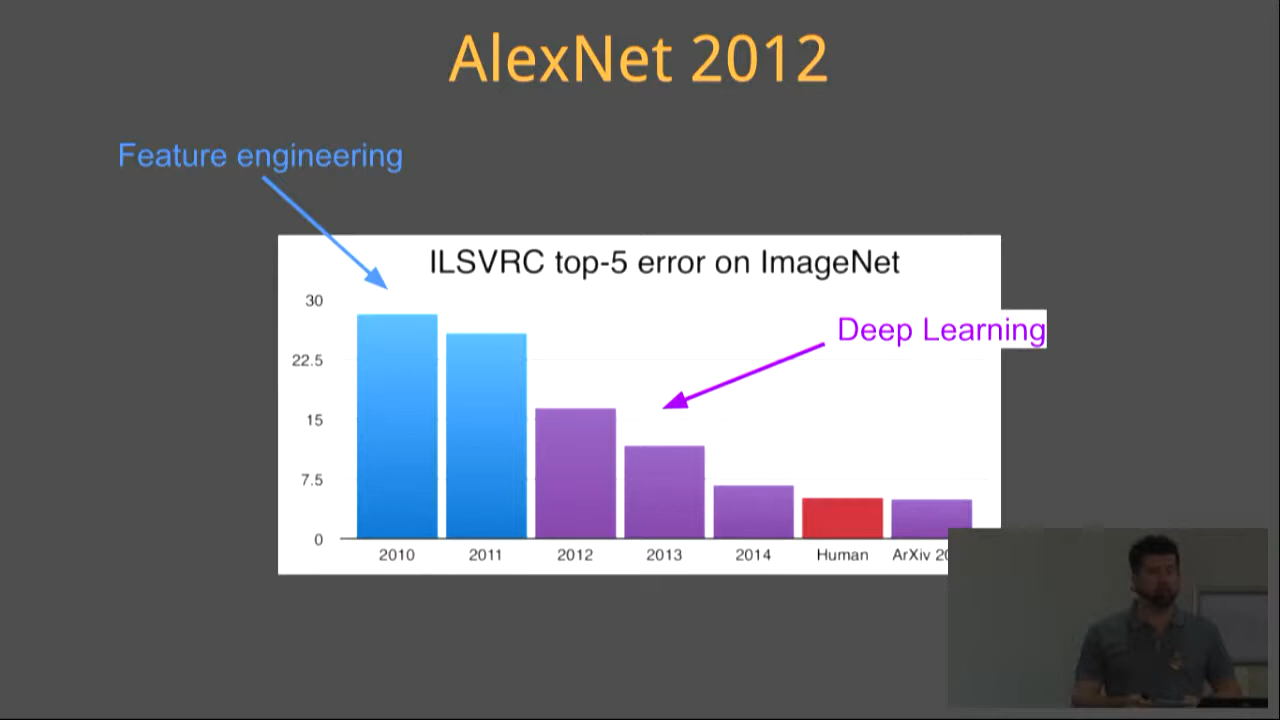 AlexNet 2012
Feature engineering
ILSVRC top-5 error on ImageNet
30
Deep Learning
22.5
15
7.5
0
2010 2011 2012 2013 2014 Human ArXiv